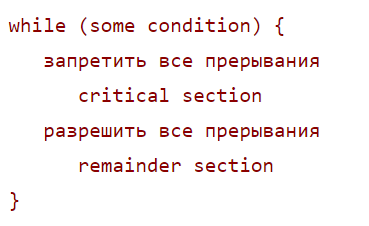 while (some condition) {
запретить все прерывания
critical section
разрешить все прерывания
remainder section
}